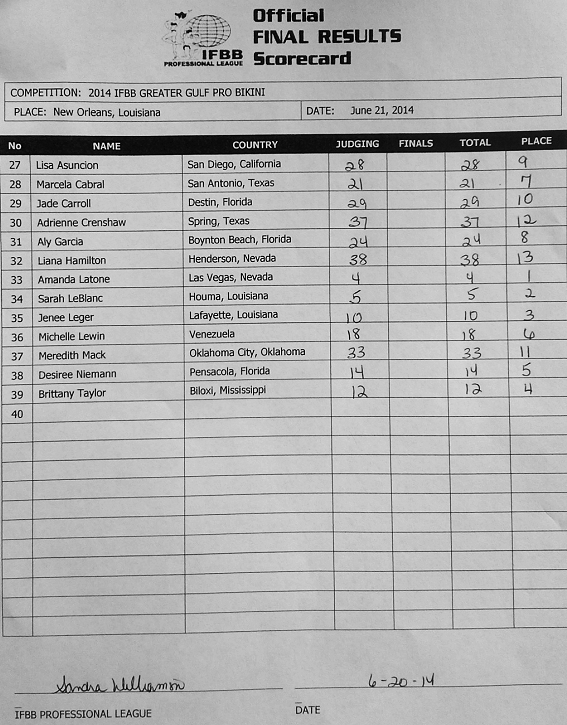 Official
FINAL RESULTS
IFBB
PROFESSIONAL LEAGUE Scorecard
COMPETITION: 2014 IFBB GREATER GULF PRO BIKINI
PLACE: New Orleans, Louisiana DATE: June 21, 2014
No NAME COUNTRY JUDGING FINALS TOTAL PLACE
27 Lisa Asuncion San Diego, California 28 28 9
28 Marcela Cabral San Antonio, Texas 21 21 7
29 Jade Carroll Destin, Florida 29 29 10
30 Adrienne Crenshaw Spring, Texas 37 37 12
31 Aly Garcia Boynton Beach, Florida 24 24 8
32 Liana Hamilton Henderson, Nevada 38 38 13
33 Amanda Latone Las Vegas, Nevada 4 4 1
34 Sarah LeBlanc Houma, Louisiana 5 5 2
35 Jenee Leger Lafayette, Louisiana 10 10 3
36 Michelle Lewin Venezuela 18 18 6
37 Meredith Mack Oklahoma City, Oklahoma 33 33 11
38 Desiree Niemann Pensacola, Florida 14 14 5
39 Brittany Taylor Biloxi, Mississippi 12 12 4
40
Sandra Williamson 6-20-14
IFBB PROFESSIONAL LEAGUE DATE